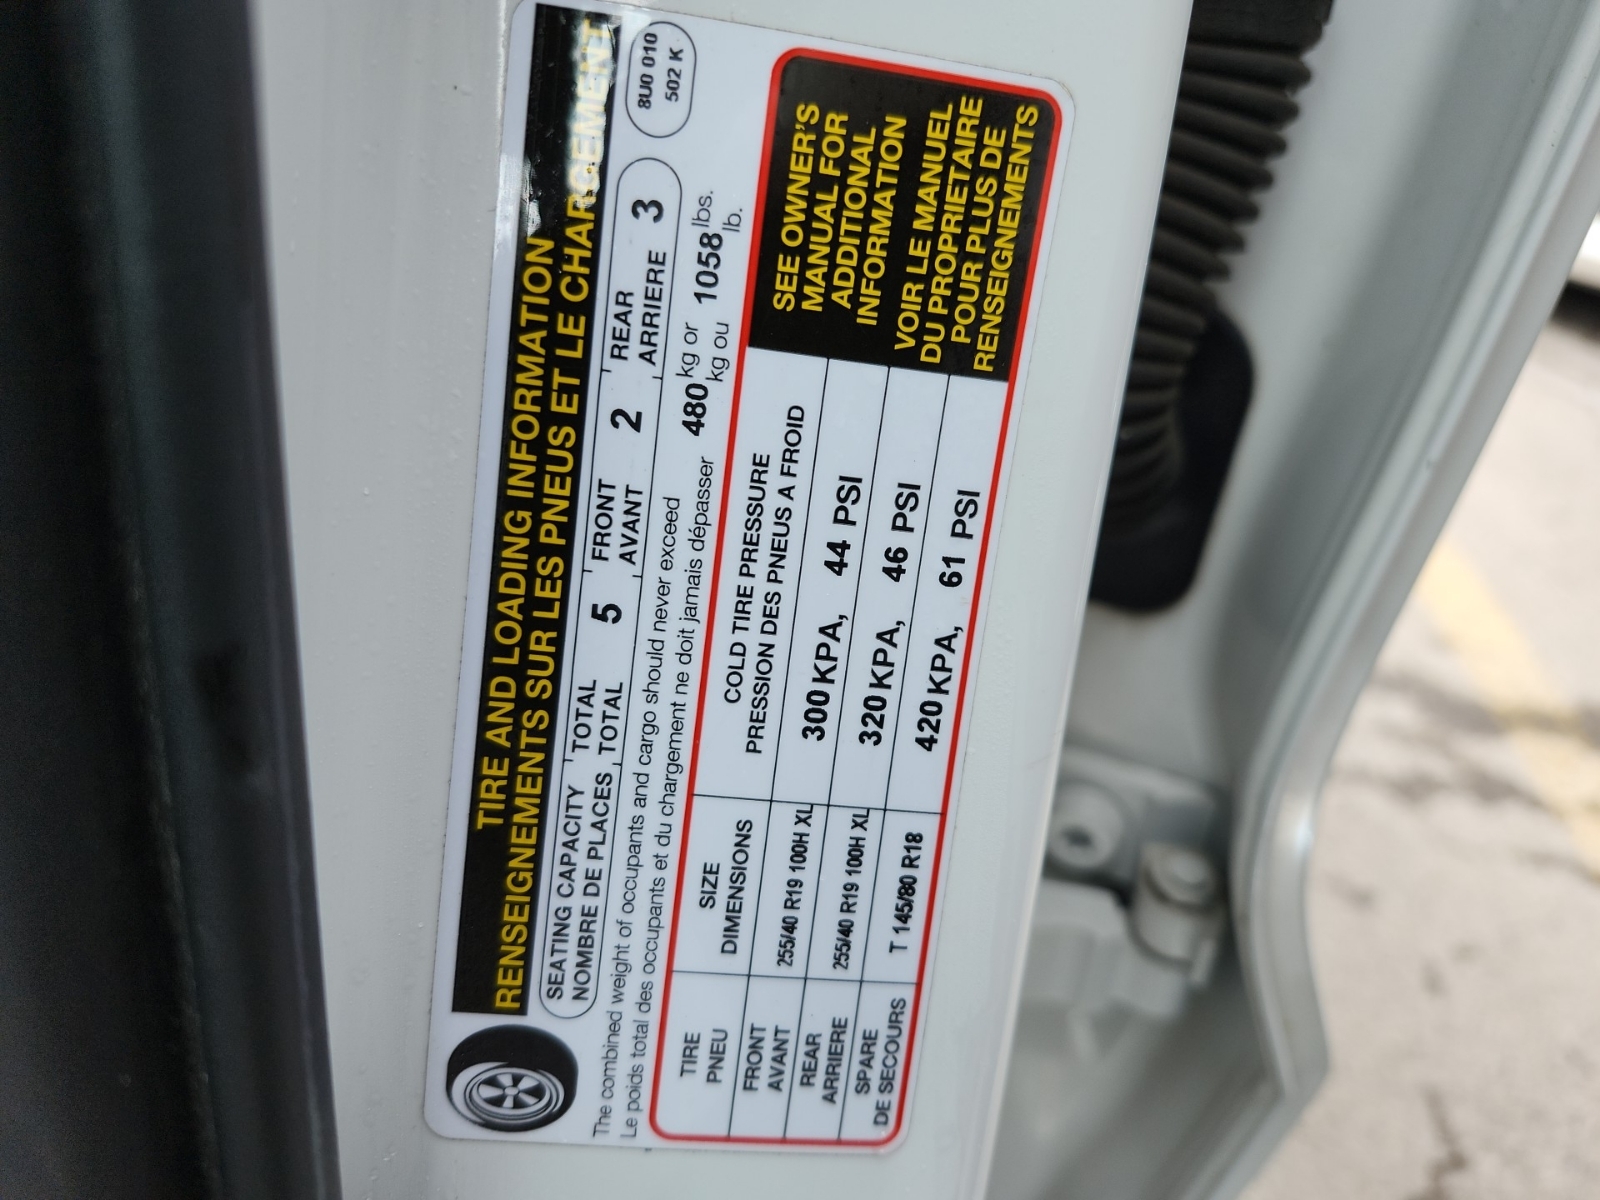 TIRE AND LOADING INFORMATION
RENSEIGNEMENTS SUR LES PNEUS ET LE CHARGEMENT
SEATING CAPACITY TOTAL 5 FRONT 2 REAR 3
NOMBRE DE PLACES TOTAL AVANT ARRIERE
8U0 010
502 K
The combined weight of occupants and cargo should never exceed 480 kg or 1058 lbs.
Le poids total des occupants et du chargement ne doit jamais dépasser kg ou lb.
TIRE SIZE COLD TIRE PRESSURE
PNEU DIMENSIONS PRESSION DES PNEUS A FROID
FRONT
AVANT 255/40 R19 100H XL 300 KPA, 44 PSI
REAR
ARRIERE 255/40 R19 100H XL 320 KPA, 46 PSI
SPARE
DE SECOURS T 145/80 R18 420 KPA, 61 PSI
SEE OWNER'S
MANUAL FOR
ADDITIONAL
INFORMATION
VOIR LE MANUEL
DU PROPRIETAIRE
POUR PLUS DE
RENSEIGNEMENTS